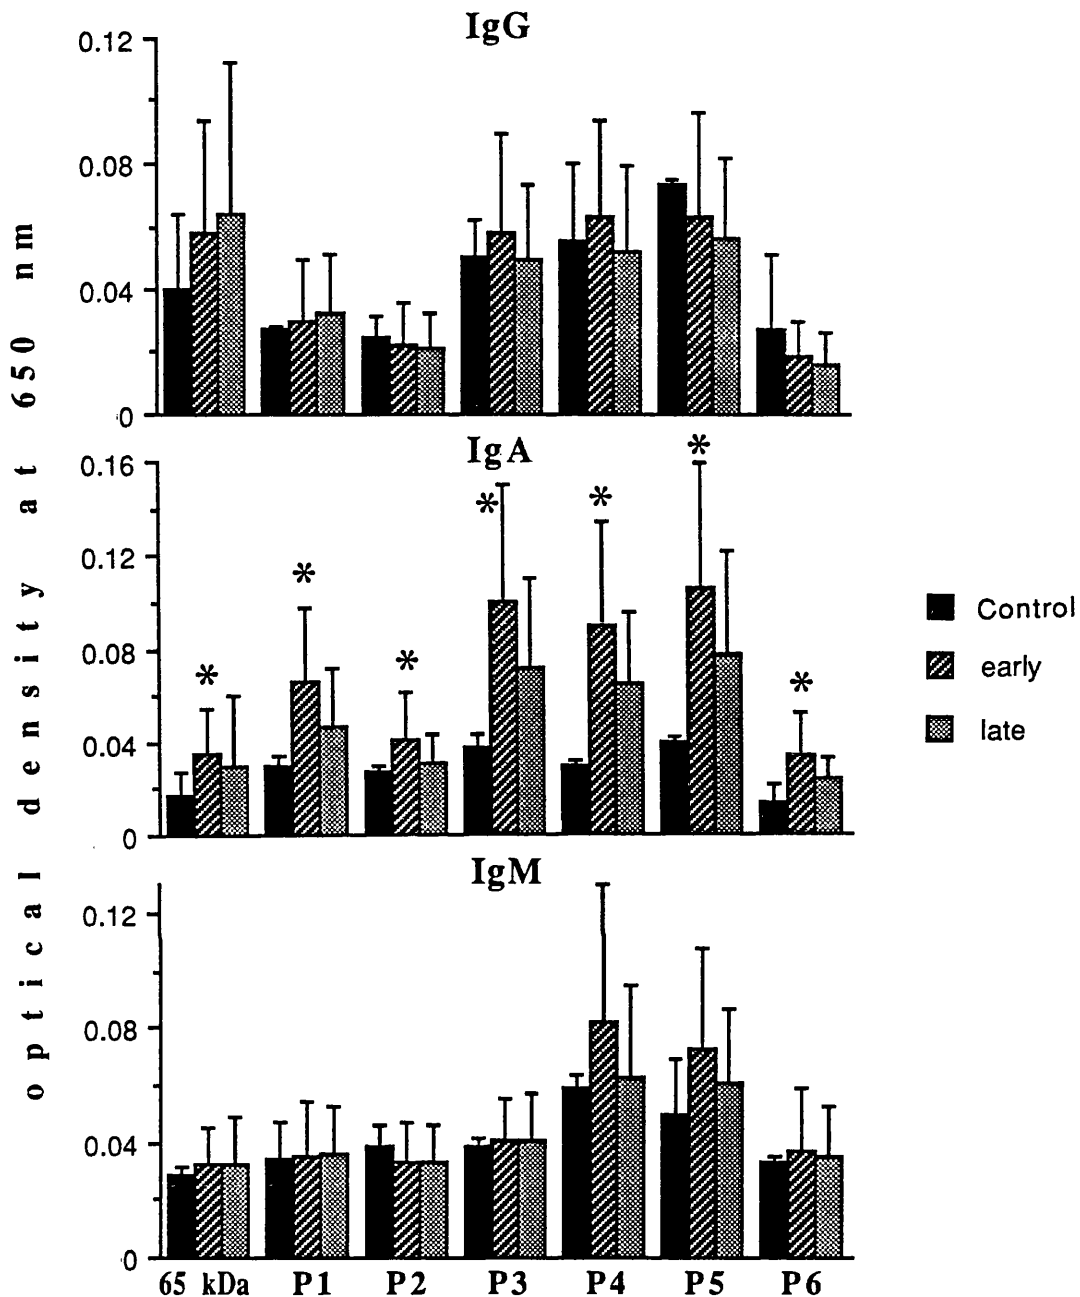 IgG
0.12
0.08
0.04
0
IgA
0.16
0.12
0.08
0.04
0
* * * * * * *
IgM
0.12
0.08
0.04
0
65 kDa P1 P2 P3 P4 P5 P6
optical density at 650 nm
Control
early
late